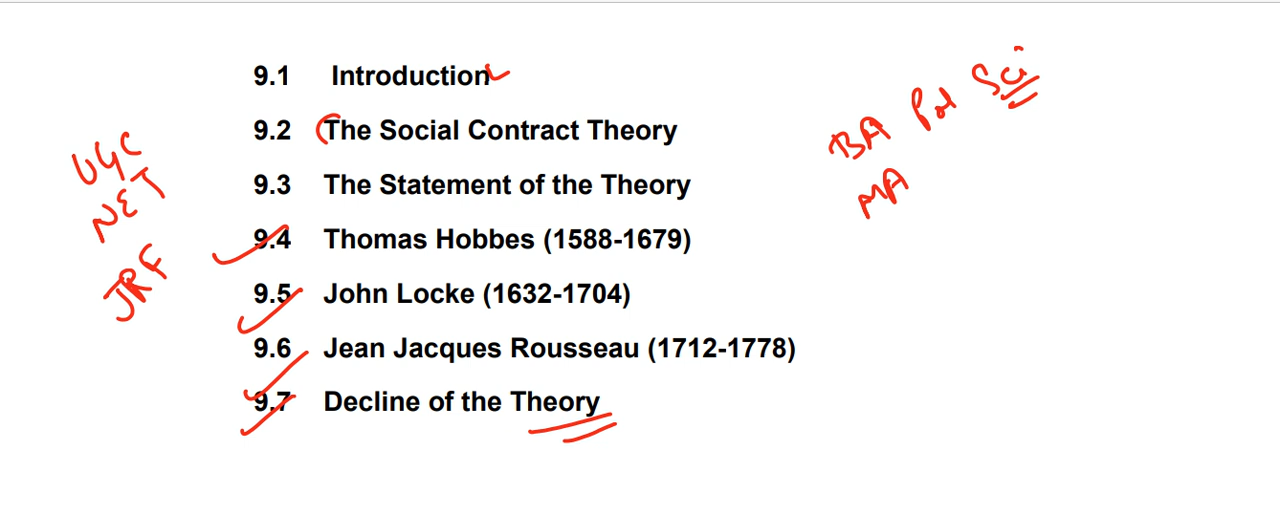 9.1 Introduction
9.2 The Social Contract Theory
9.3 The Statement of the Theory
9.4 Thomas Hobbes (1588-1679)
9.5 John Locke (1632-1704)
9.6 Jean Jacques Rousseau (1712-1778)
9.7 Decline of the Theory
UGC
NET
JRF
BA Pol Sci
MA